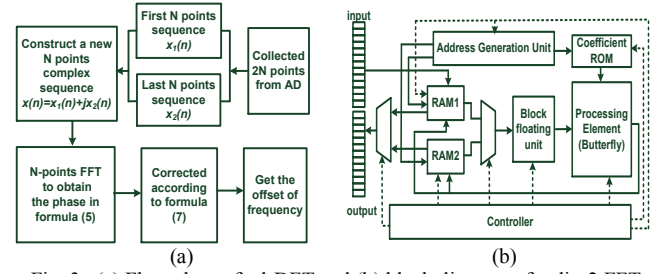 Construct a new
N points
complex
sequence
x(n)=x₁(n)+jx₂(n)
First N points
sequence
x₁(n)
Last N points
sequence
x₂(n)
Collected
2N points
from AD
N-points FFT
to obtain
the phase in
formula (5)
Corrected
according
to formula
(7)
Get the
offset of
frequency
(a)
input
Address Generation Unit
Coefficient
ROM
RAM1
RAM2
Block
floating
unit
Processing
Element
(Butterfly)
output
Controller
(b)